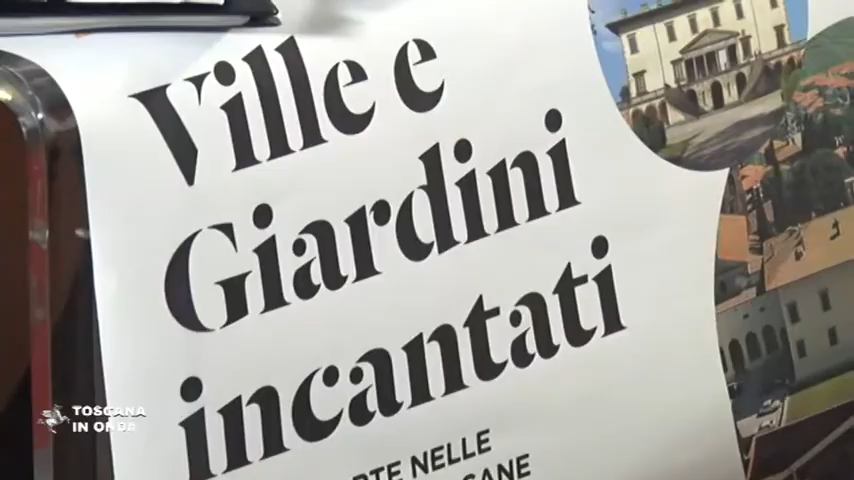 Ville e
Giardini
incantati
NELLE
TOSCANA
IN ONDA